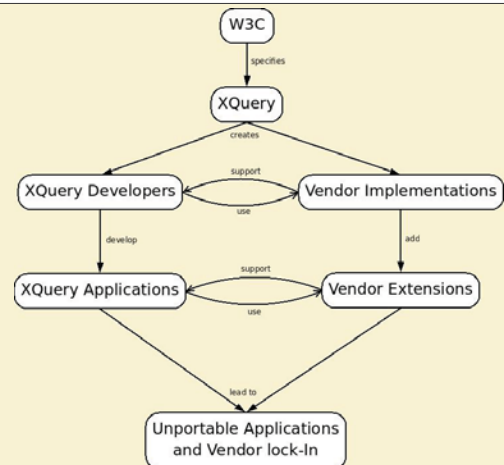 W3C
specifies
XQuery
creates
support
XQuery Developers
Vendor Implementations
use
develop
add
support
XQuery Applications
Vendor Extensions
use
lead to
Unportable Applications
and Vendor lock-In